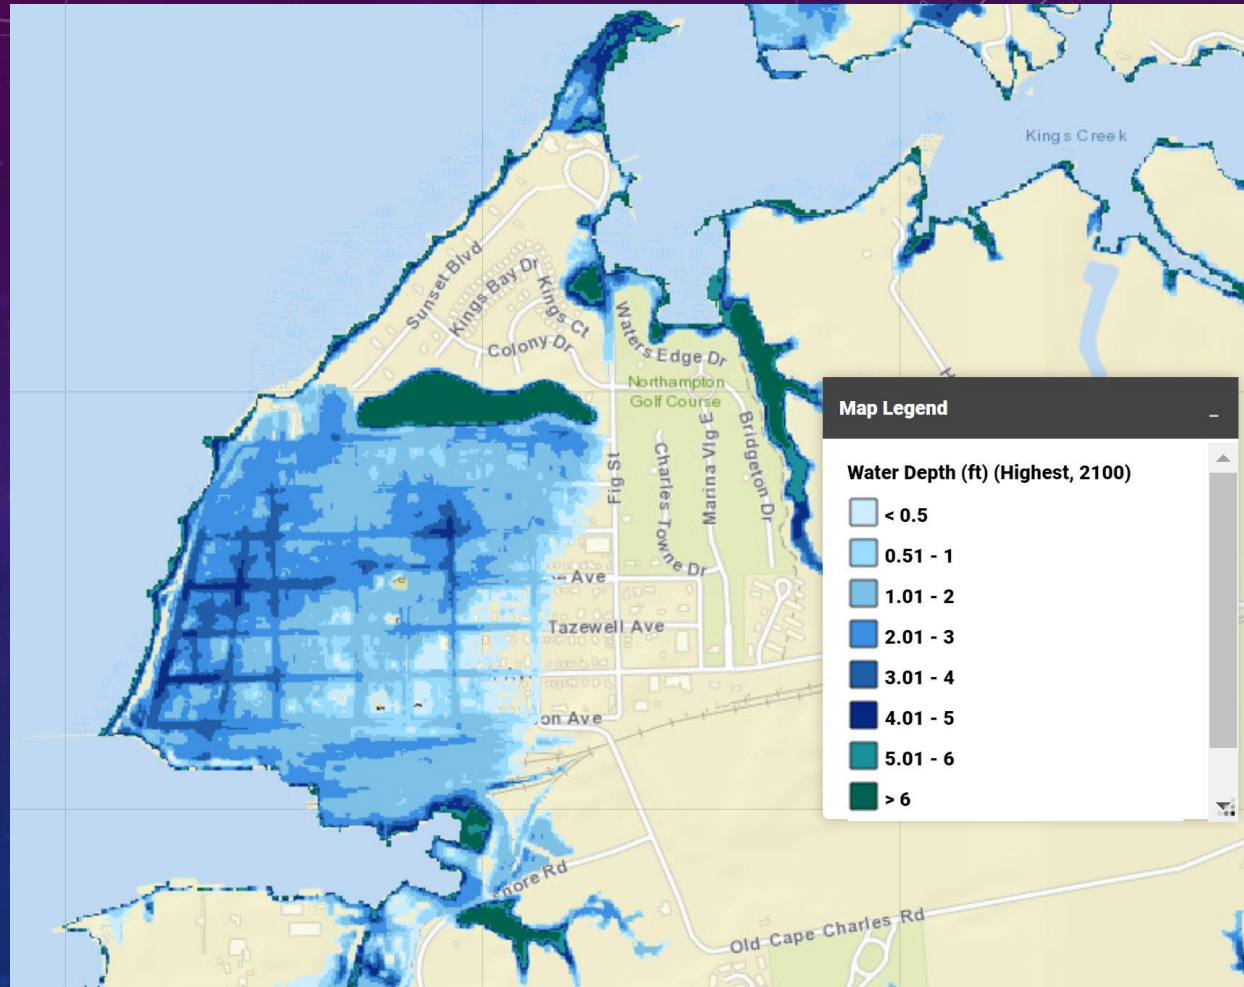 Kings Creek
Sunset Blvd
Kings Bay Dr
Kings Ct
Colony Dr
Waters Edge Dr
Northampton
Golf Course
Fig St
Charles Towne Dr
Marina Vlg E
Bridgeton Dr
Ave
Tazewell Ave
on Ave
hore Rd
Old Cape Charles Rd
H
Map Legend
Water Depth (ft) (Highest, 2100)
< 0.5
0.51 - 1
1.01 - 2
2.01 - 3
3.01 - 4
4.01 - 5
5.01 - 6
> 6